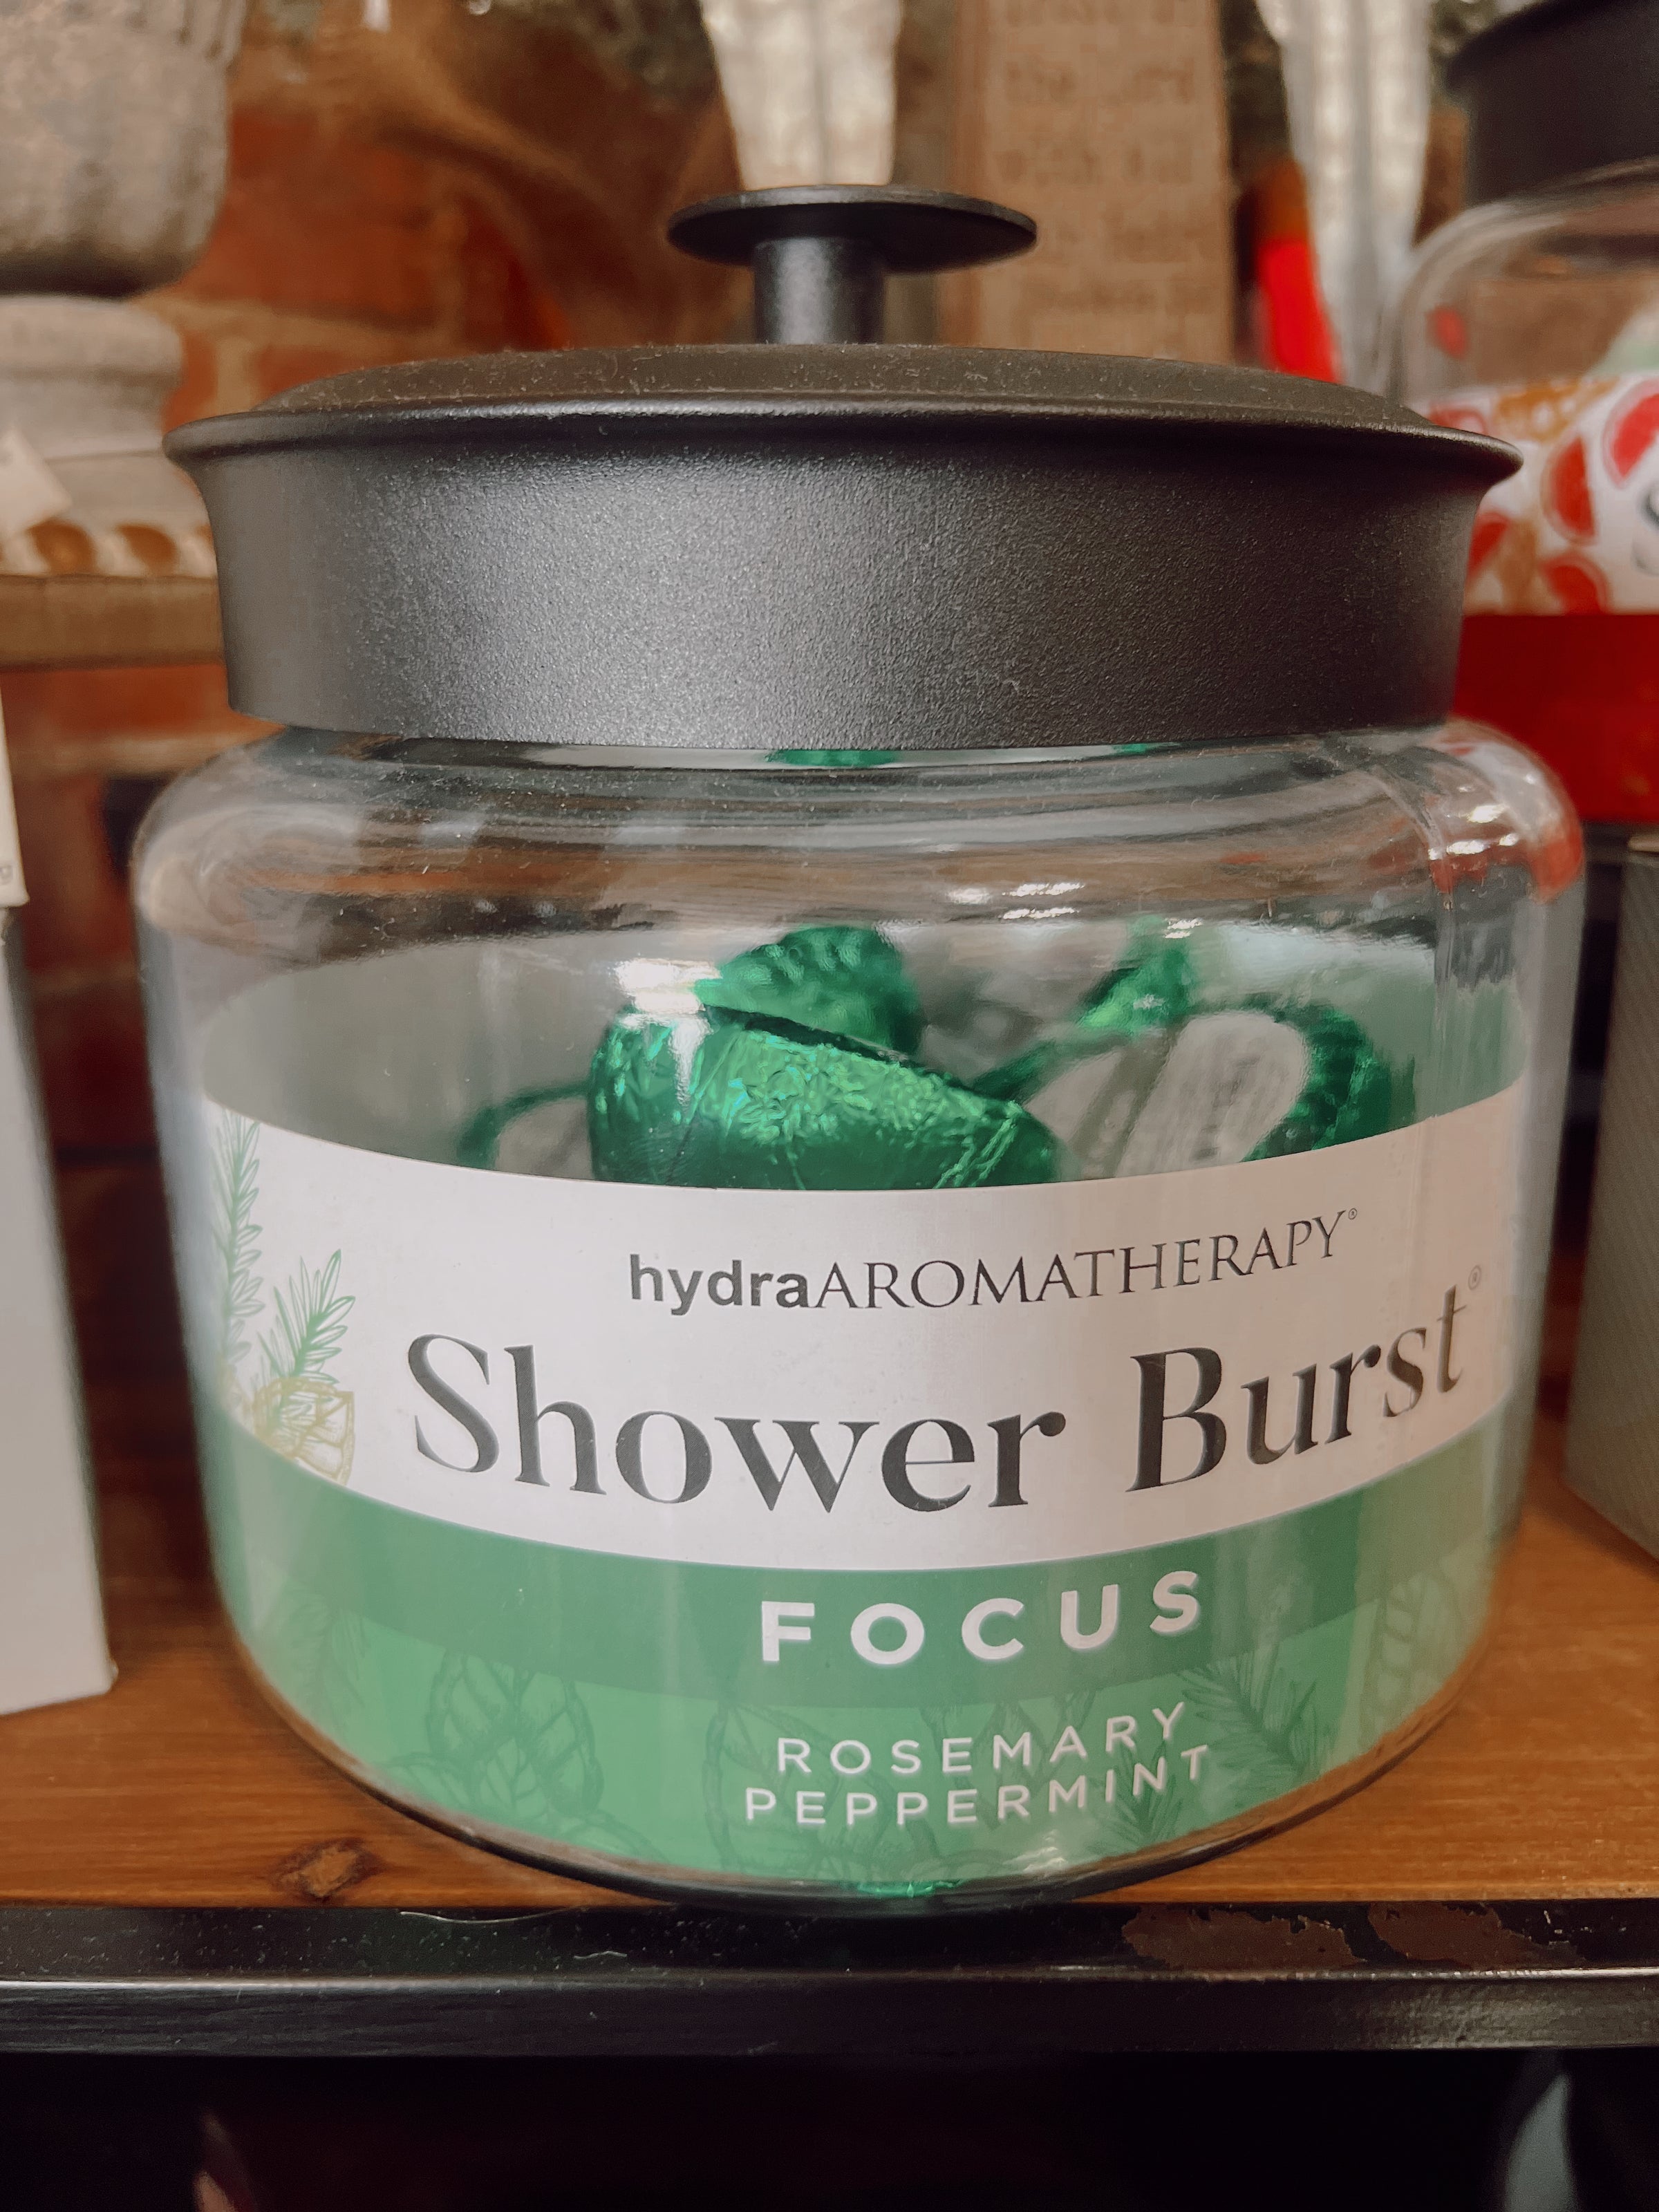 hydraAROMATHERAPY®
Shower Burst®
FOCUS
ROSEMARY
PEPPERMINT